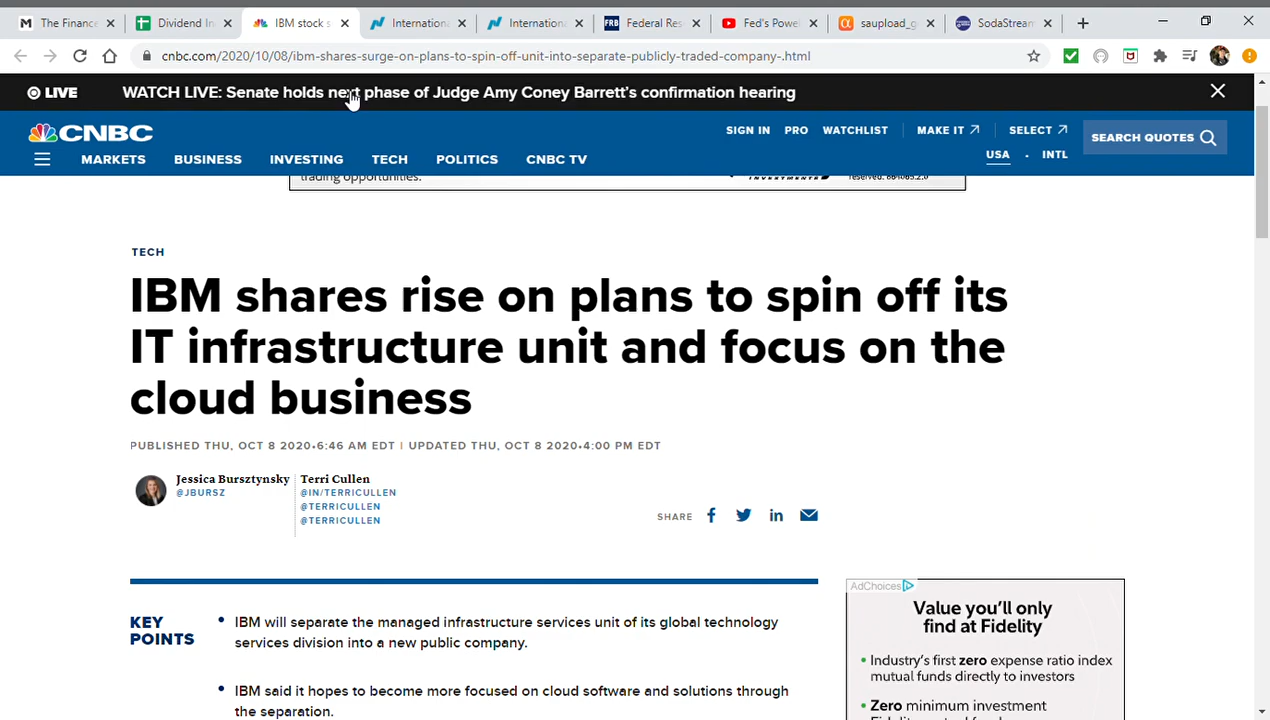 The Finance
Dividend In
IBM stock s
Internationa
Internation
Federal Res
Fed's Powe
saupload_g
SodaStream
cnbc.com/2020/10/08/ibm-shares-surge-on-plans-to-spin-off-unit-into-separate-publicly-traded-company-.html
LIVE WATCH LIVE: Senate holds next phase of Judge Amy Coney Barrett's confirmation hearing
CNBC
SIGN IN PRO WATCHLIST MAKE IT SELECT
SEARCH QUOTES
USA · INTL
MARKETS BUSINESS INVESTING TECH POLITICS CNBC TV
trading opportunities.
TECH
IBM shares rise on plans to spin off its
IT infrastructure unit and focus on the
cloud business
PUBLISHED THU, OCT 8 2020•6:46 AM EDT | UPDATED THU, OCT 8 2020•4:00 PM EDT
Jessica Bursztynsky
@JBURSZ
Terri Cullen
@IN/TERRICULLEN
@TERRICULLEN
@TERRICULLEN
SHARE
KEY
POINTS
• IBM will separate the managed infrastructure services unit of its global technology
services division into a new public company.
• IBM said it hopes to become more focused on cloud software and solutions through
the separation.
AdChoices
Value you'll only
find at Fidelity
• Industry's first zero expense ratio index
mutual funds directly to investors
• Zero minimum investment